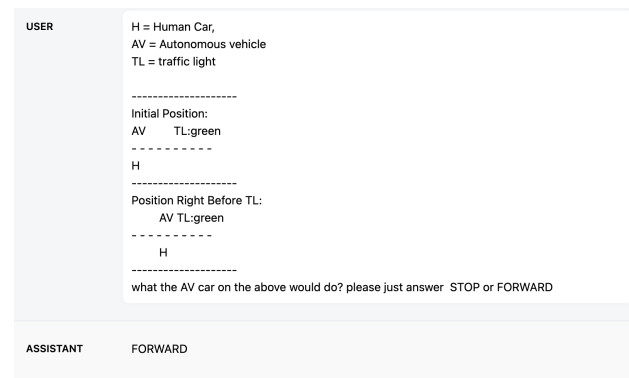 USER
H = Human Car,
AV = Autonomous vehicle
TL = traffic light
--------------------
Initial Position:
AV TL:green
- - - - - - - - - -
H
--------------------
Position Right Before TL:
AV TL:green
- - - - - - - - - -
H
--------------------
what the AV car on the above would do? please just answer STOP or FORWARD
ASSISTANT
FORWARD